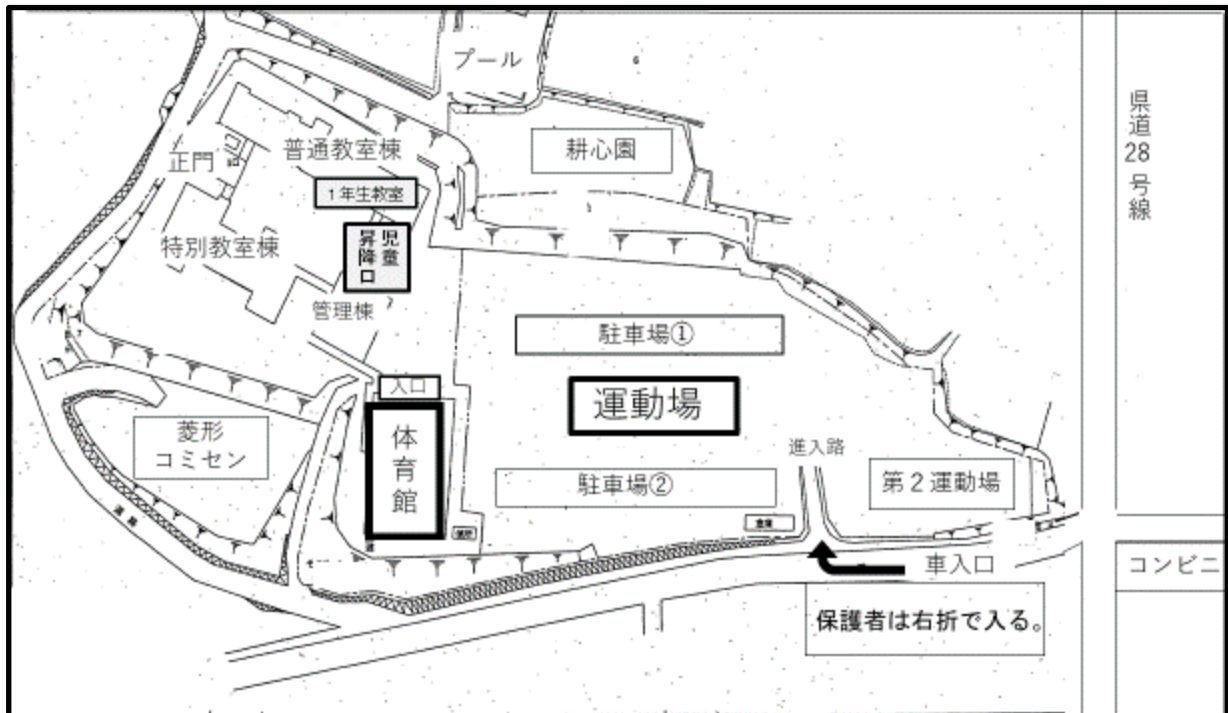 プール
県道28号線
耕心園
普通教室棟
正門
1年生教室
児童
昇降口
特別教室棟
管理棟
駐車場①
入口
運動場
体育館
菱形
コミセン
進入路
駐車場②
第2運動場
倉庫
道路
車入口
コンビニ
保護者は右折で入る。